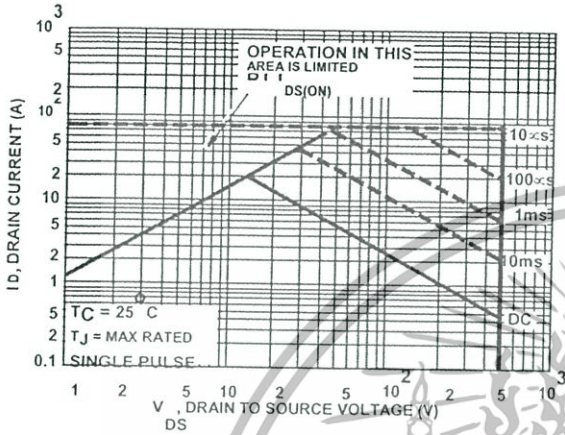 10 3
5
2
10 2
5
2
10
5
2
1
5
2
0.1
I D, DRAIN CURRENT (A)
OPERATION IN THIS
AREA IS LIMITED
DS(ON)
10∝s
100∝s
1ms
10ms
DC
TC = 25 °C
TJ = MAX RATED
SINGLE PULSE
1 2 5 10 2 5 10 2 2 5 10 3
V DS, DRAIN TO SOURCE VOLTAGE (V)